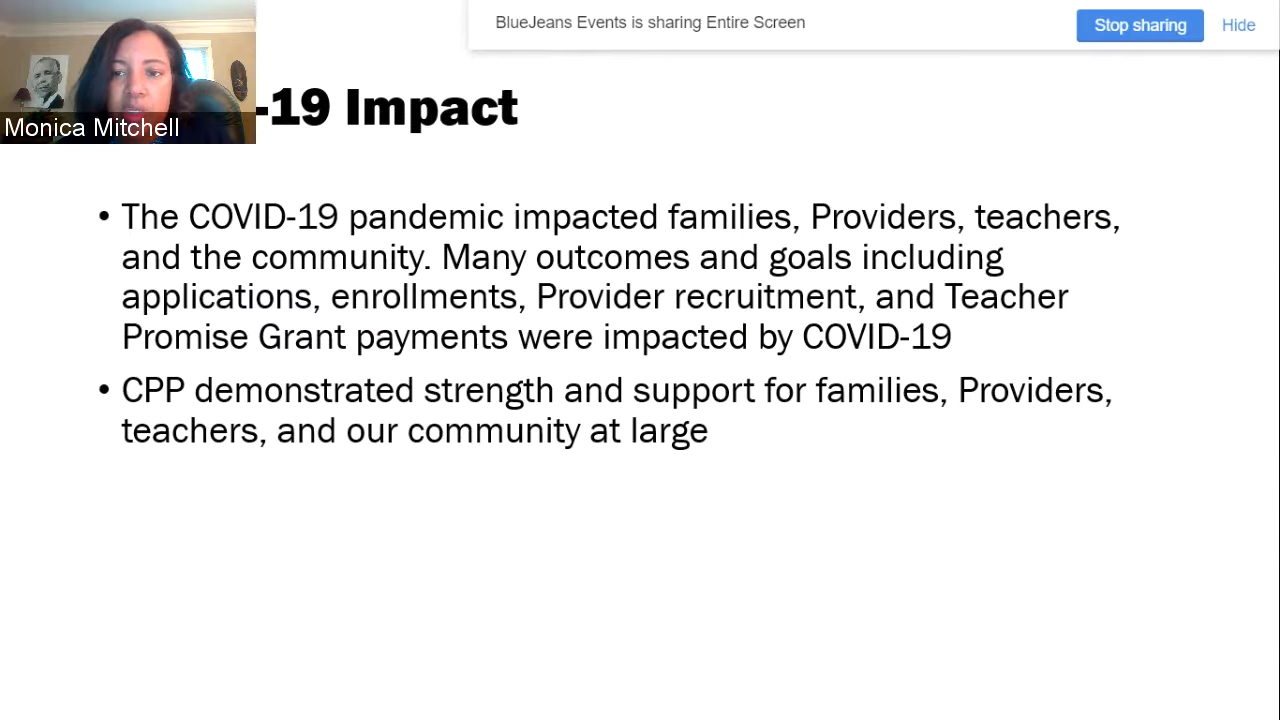 BlueJeans Events is sharing Entire Screen
Stop sharing
Hide
-19 Impact
Monica Mitchell
• The COVID-19 pandemic impacted families, Providers, teachers,
and the community. Many outcomes and goals including
applications, enrollments, Provider recruitment, and Teacher
Promise Grant payments were impacted by COVID-19
• CPP demonstrated strength and support for families, Providers,
teachers, and our community at large